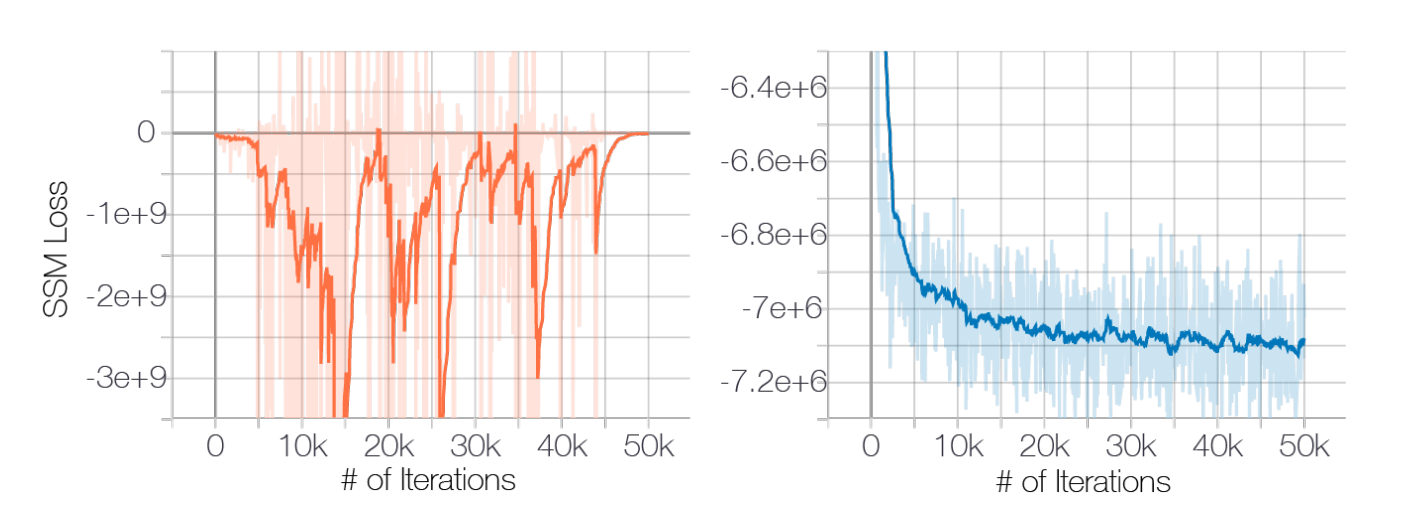 SSM Loss
0
-1e+9
-2e+9
-3e+9
0 10k 20k 30k 40k 50k
# of Iterations
-6.4e+6
-6.6e+6
-6.8e+6
-7e+6
-7.2e+6
0 10k 20k 30k 40k 50k
# of Iterations